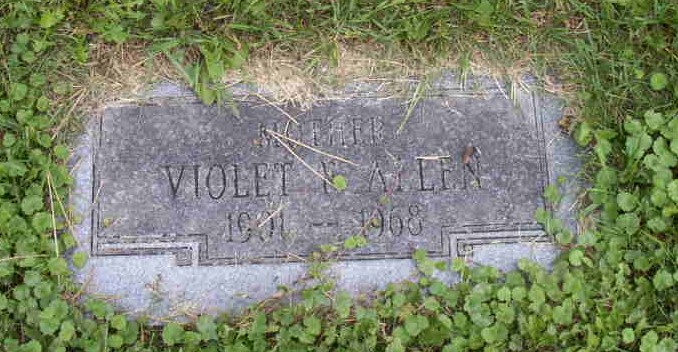 MOTHER
VIOLET ALLEN
1901 — 1968